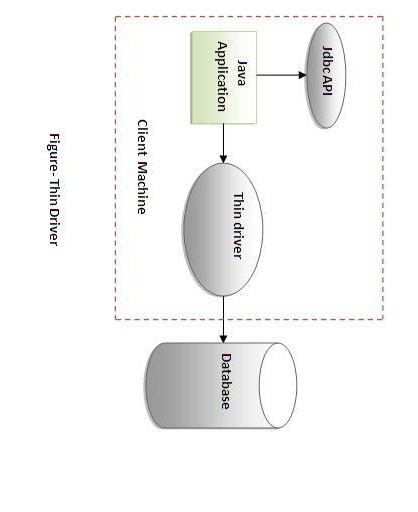 Jdbc API
Java
Application
Thin driver
Database
Client Machine
Figure- Thin Driver